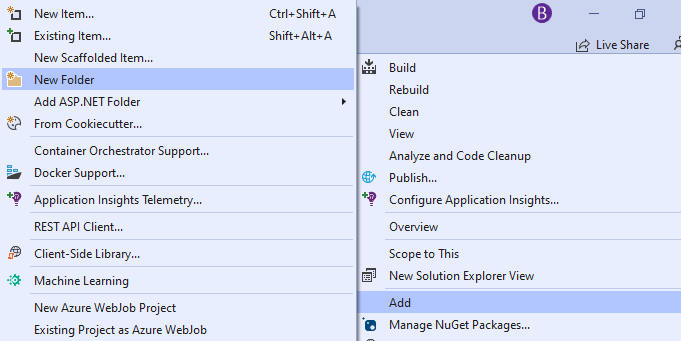 New Item... Ctrl+Shift+A
Existing Item... Shift+Alt+A
New Scaffolded Item...
New Folder
Add ASP.NET Folder
From Cookiecutter...
Container Orchestrator Support...
Docker Support...
Application Insights Telemetry...
REST API Client...
Client-Side Library...
Machine Learning
New Azure WebJob Project
Existing Project as Azure WebJob
B
Live Share
Build
Rebuild
Clean
View
Analyze and Code Cleanup
Publish...
Configure Application Insights...
Overview
Scope to This
New Solution Explorer View
Add
Manage NuGet Packages...